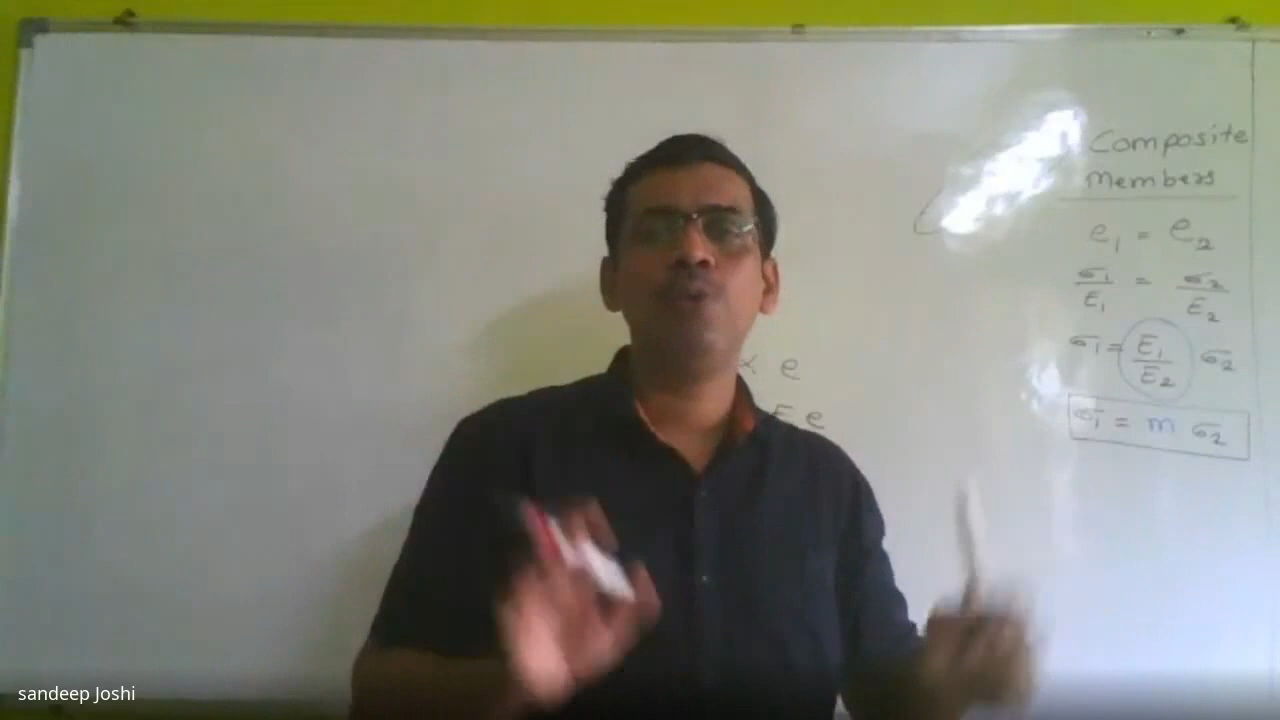 Composite
Members
e₁ = e₂
σ₁/E₁ = σ₂/E₂
σ₁ = E₁/E₂ σ₂
σ₁ = m σ₂
∝ e
E e
sandeep Joshi